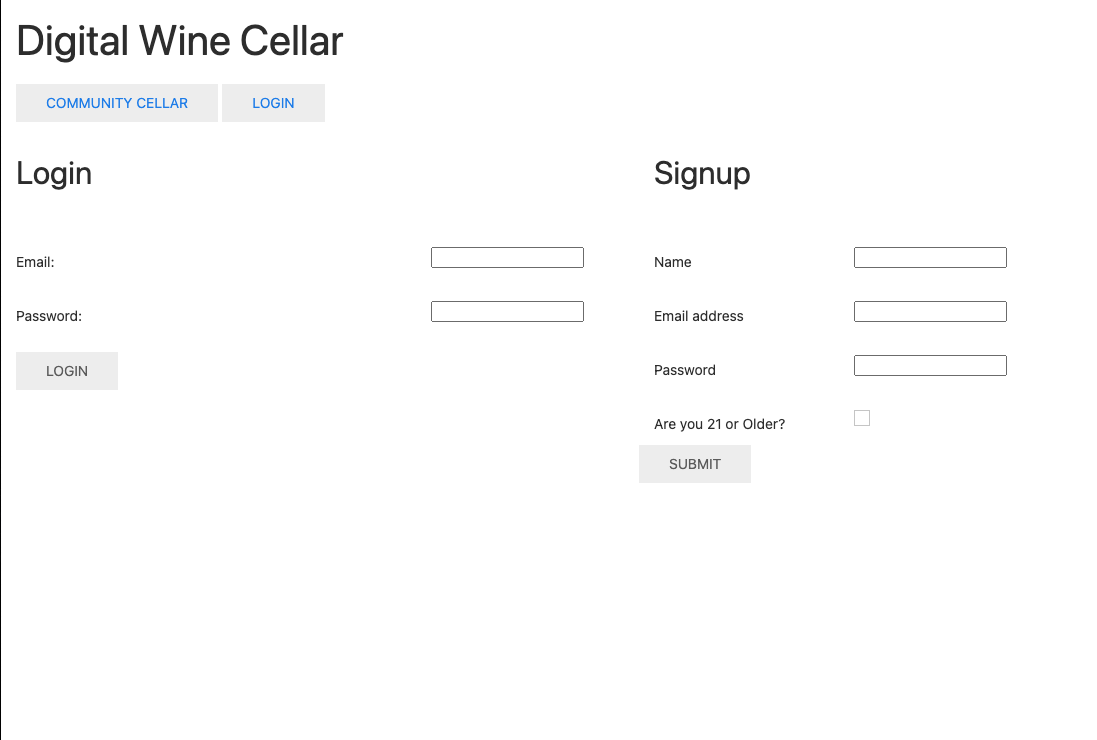 Digital Wine Cellar
COMMUNITY CELLAR LOGIN
Login
Email:
Password:
LOGIN
Signup
Name
Email address
Password
Are you 21 or Older?
SUBMIT